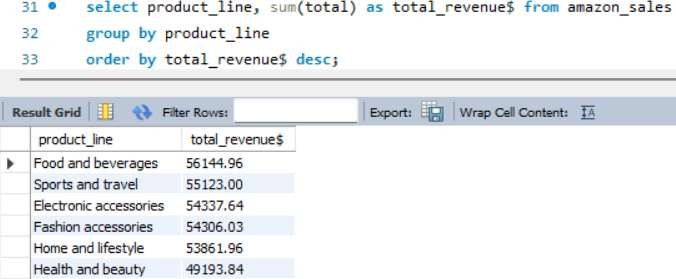 31 select product_line, sum(total) as total_revenue$ from amazon_sales
32 group by product_line
33 order by total_revenue$ desc;
Result Grid Filter Rows: Export: Wrap Cell Content:
product_line total_revenue$
Food and beverages 56144.96
Sports and travel 55123.00
Electronic accessories 54337.64
Fashion accessories 54306.03
Home and lifestyle 53861.96
Health and beauty 49193.84